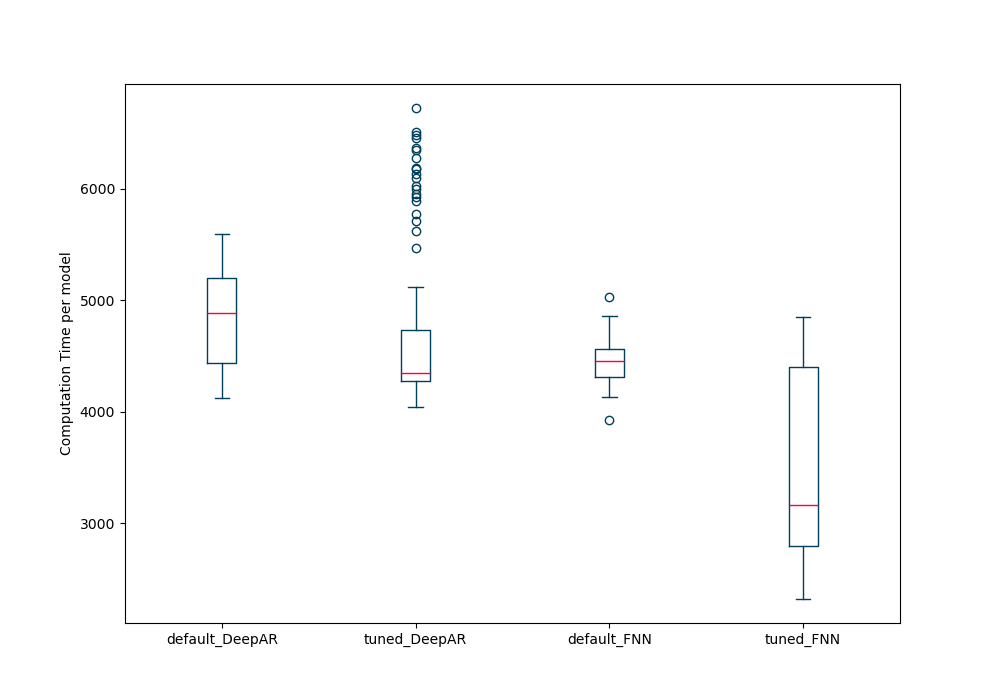 Computation Time per model
6000
5000
4000
3000
default_DeepAR
tuned_DeepAR
default_FNN
tuned_FNN